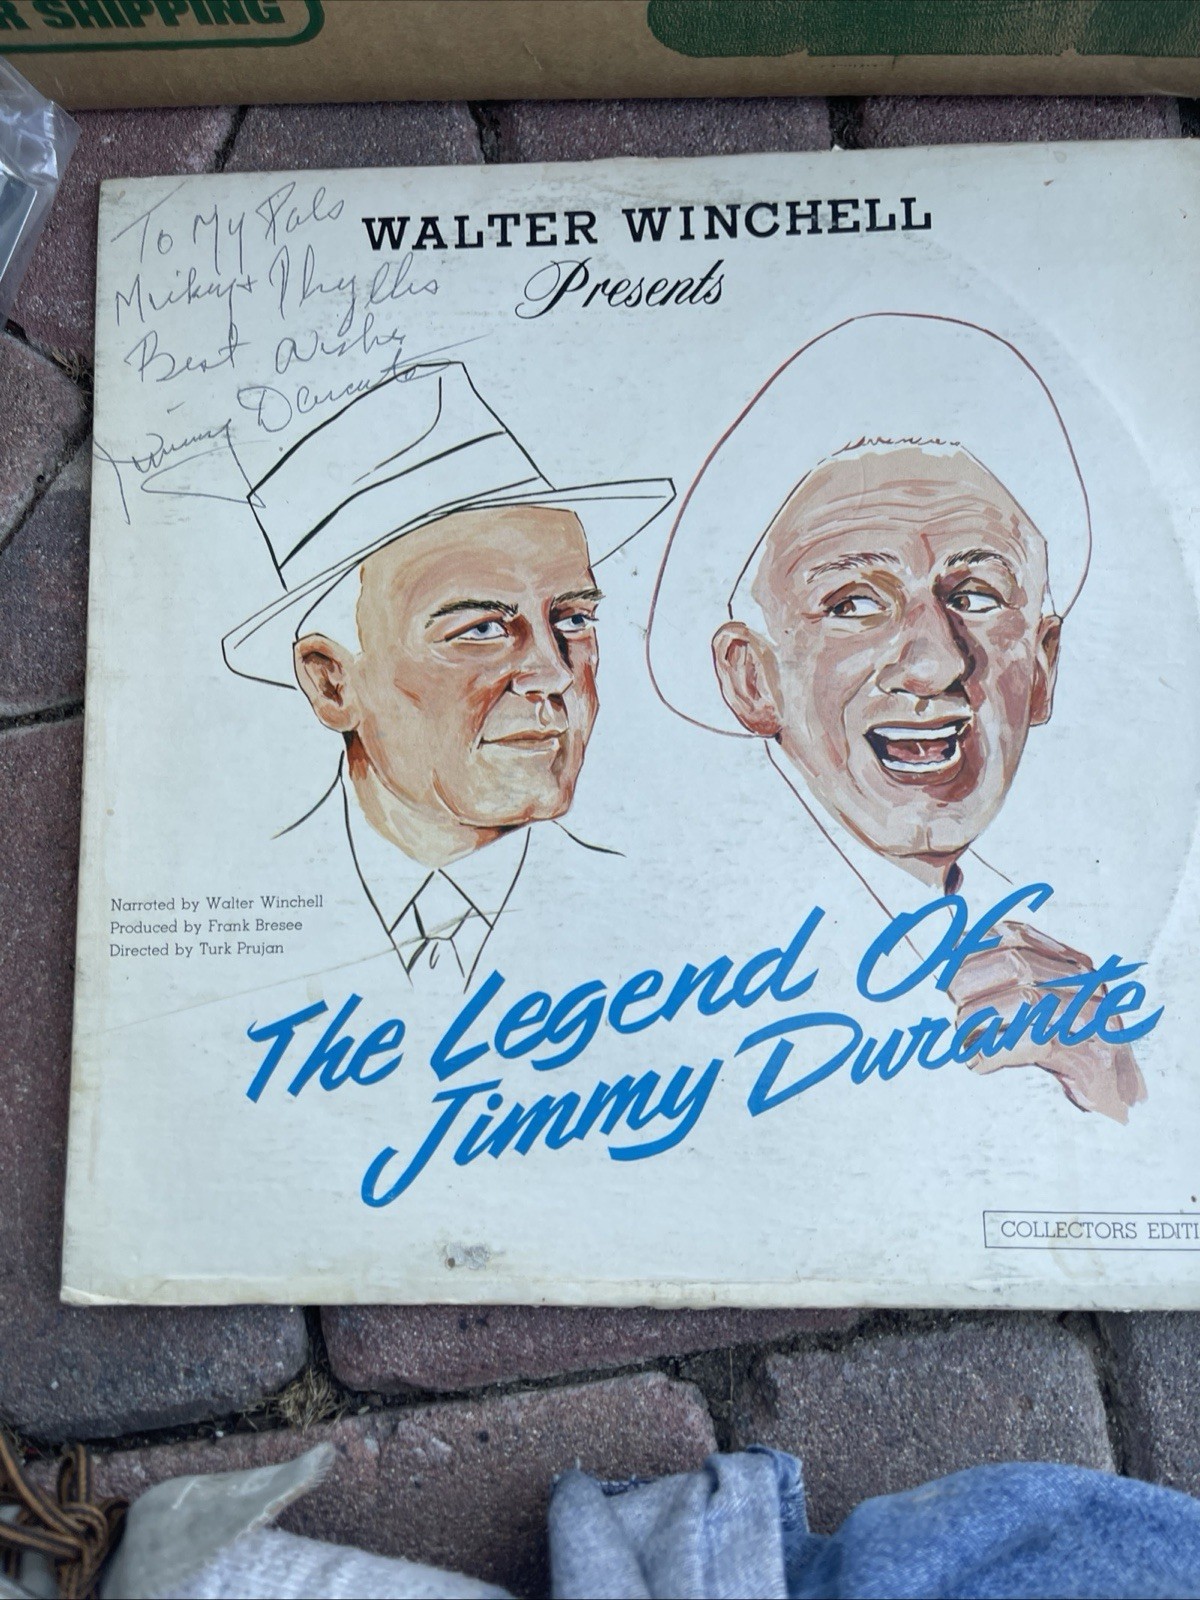 R SHIPPING
To My Pals
Mickey + Phyllis
Best Wishes
Jimmy Durante
WALTER WINCHELL
Presents
Narrated by Walter Winchell
Produced by Frank Bresee
Directed by Turk Prujan
The Legend Of
Jimmy Durante
COLLECTORS EDITI